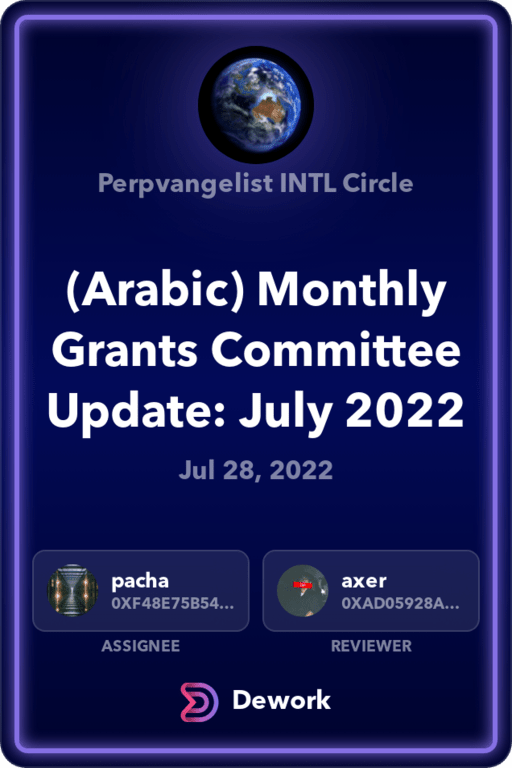 Perpvangelist INTL Circle
(Arabic) Monthly
Grants Committee
Update: July 2022
Jul 28, 2022
pacha
0XF48E75B54...
ASSIGNEE
axer
0XAD05928A...
REVIEWER
Dework